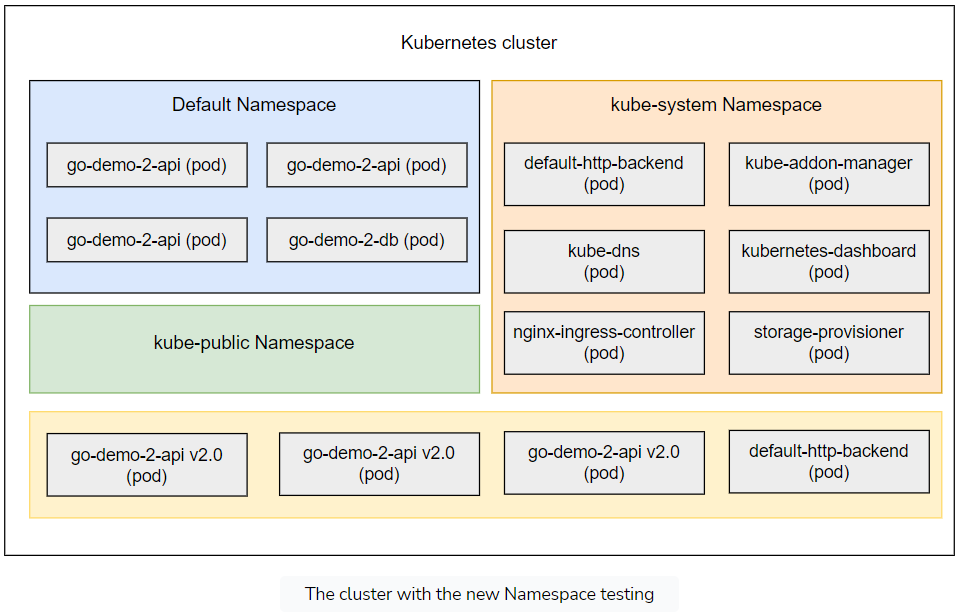 Kubernetes cluster
Default Namespace
go-demo-2-api (pod)
go-demo-2-api (pod)
go-demo-2-api (pod)
go-demo-2-db (pod)
kube-system Namespace
default-http-backend
(pod)
kube-addon-manager
(pod)
kube-dns
(pod)
kubernetes-dashboard
(pod)
nginx-ingress-controller
(pod)
storage-provisioner
(pod)
kube-public Namespace
go-demo-2-api v2.0
(pod)
go-demo-2-api v2.0
(pod)
go-demo-2-api v2.0
(pod)
default-http-backend
(pod)
The cluster with the new Namespace testing